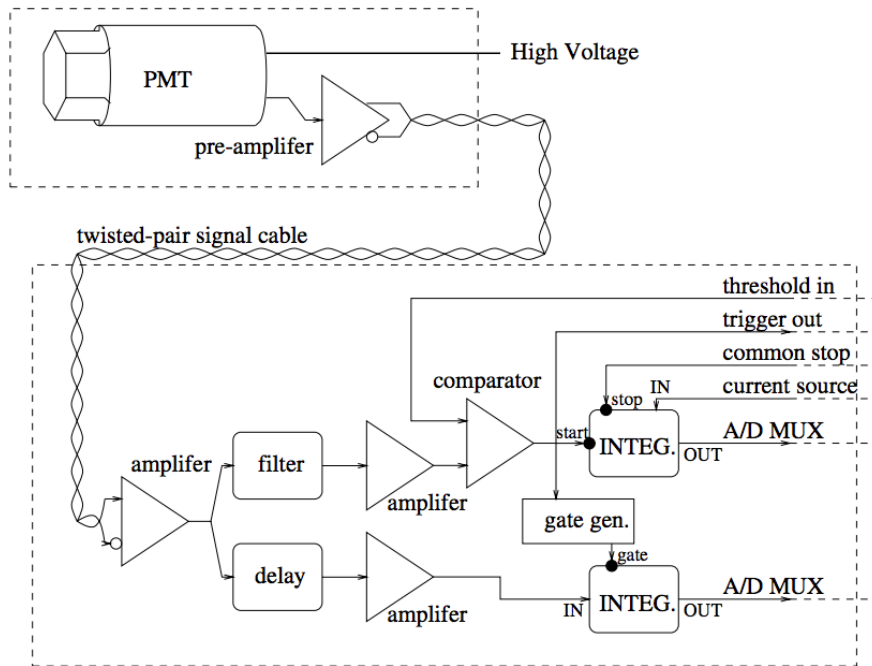 High Voltage
PMT
pre-amplifer
twisted-pair signal cable
threshold in
trigger out
common stop
comparator
stop
IN
current source
start
INTEG.
OUT
A/D MUX
amplifer
filter
amplifer
gate gen.
gate
delay
amplifer
IN
INTEG.
OUT
A/D MUX